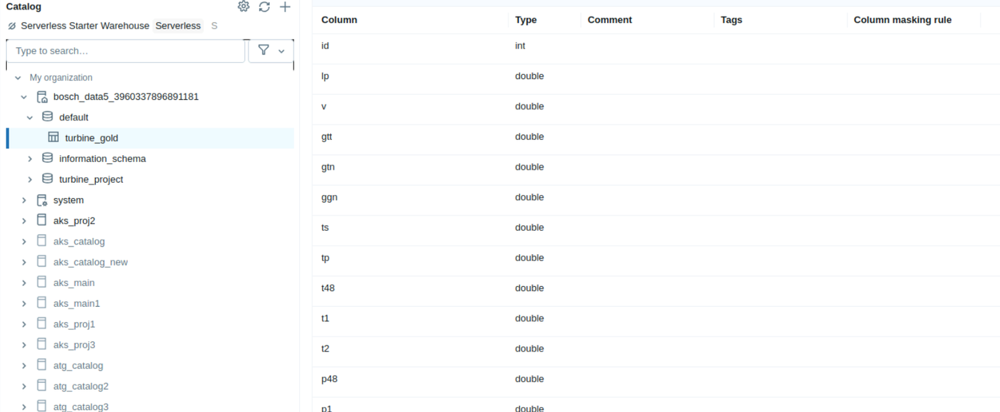 Catalog
Serverless Starter Warehouse Serverless S
Type to search...
My organization
bosch_data5_3960337896891181
default
turbine_gold
information_schema
turbine_project
system
aks_proj2
aks_catalog
aks_catalog_new
aks_main
aks_main1
aks_proj1
aks_proj3
atg_catalog
atg_catalog2
atg_catalog3
Column Type Comment Tags Column masking rule
id int
lp double
v double
gtt double
gtn double
ggn double
ts double
tp double
t48 double
t1 double
t2 double
p48 double
p1 double